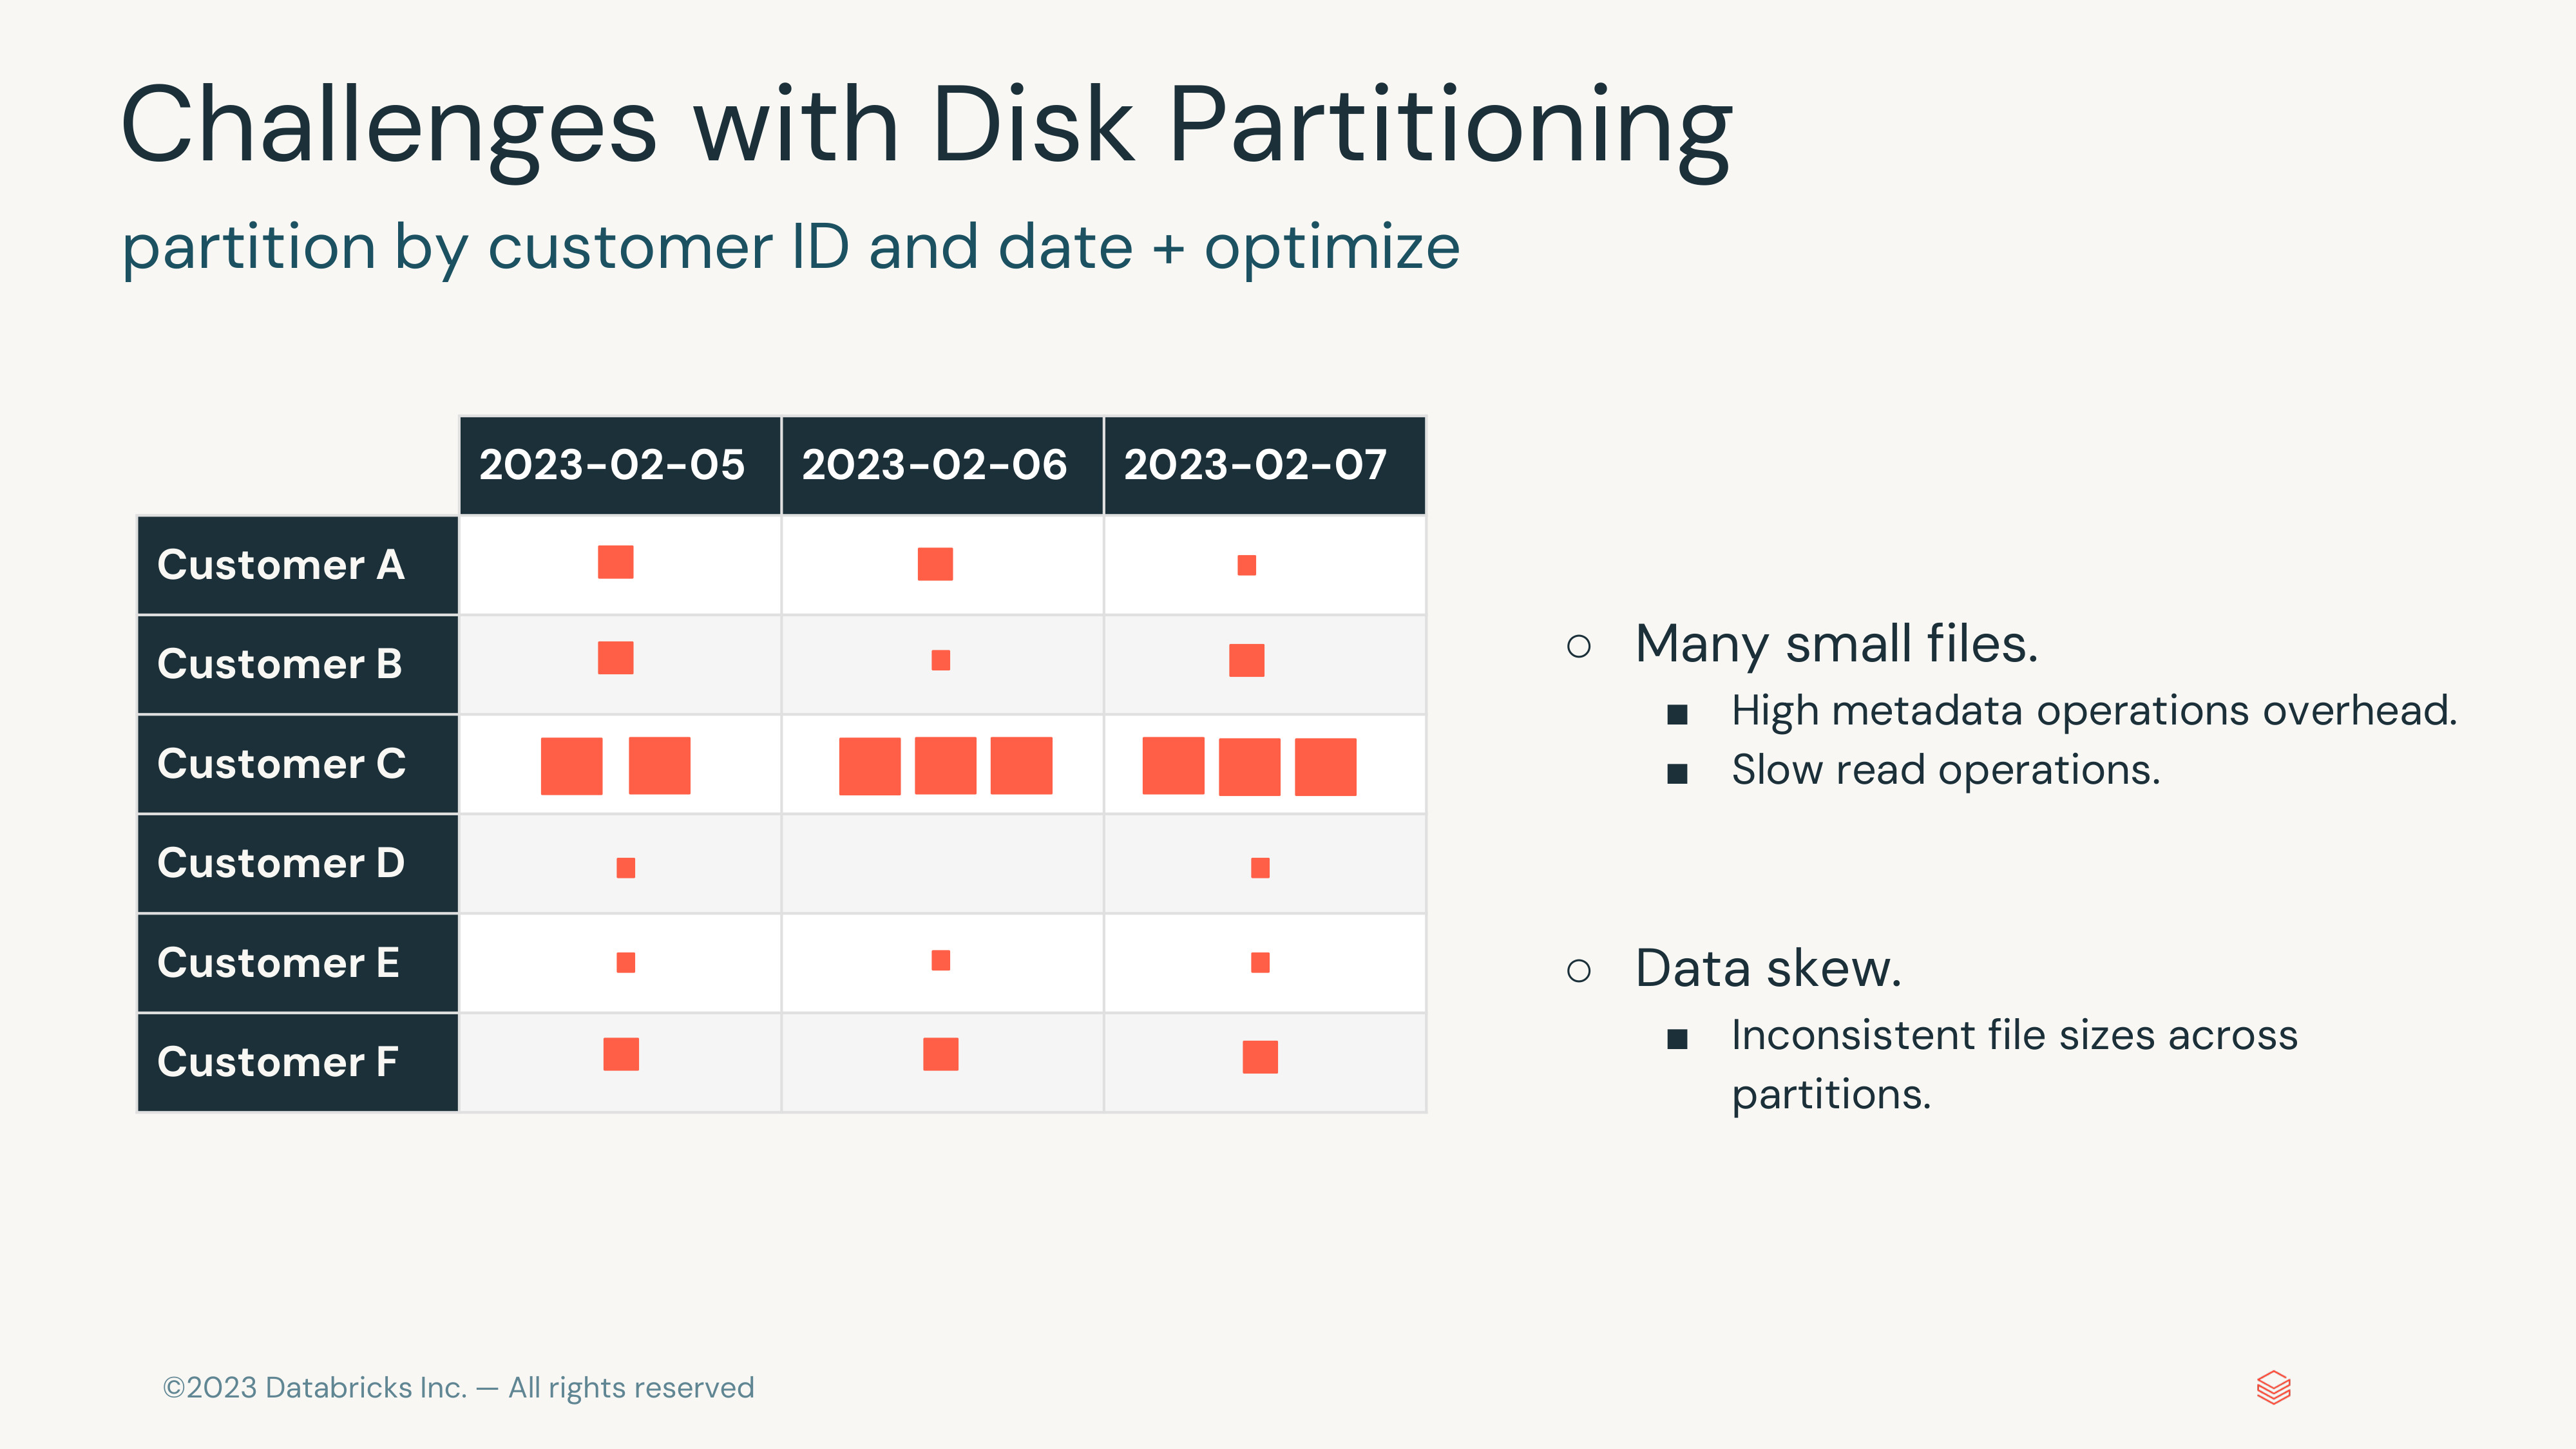 Challenges with Disk Partitioning
partition by customer ID and date + optimize
2023-02-05 2023-02-06 2023-02-07
Customer A
Customer B
Customer C
Customer D
Customer E
Customer F
○ Many small files.
■ High metadata operations overhead.
■ Slow read operations.
○ Data skew.
■ Inconsistent file sizes across
partitions.
©2023 Databricks Inc. — All rights reserved